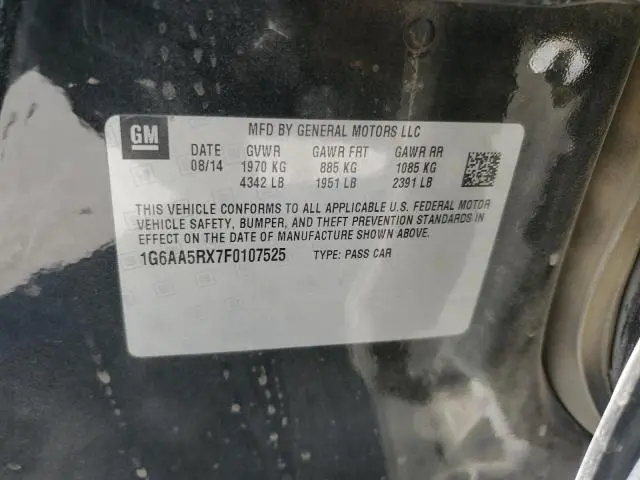 GM
MFD BY GENERAL MOTORS LLC
DATE GVWR GAWR FRT GAWR RR
08/14 1970 KG 885 KG 1085 KG
4342 LB 1951 LB 2391 LB
THIS VEHICLE CONFORMS TO ALL APPLICABLE U.S. FEDERAL MOTOR
VEHICLE SAFETY, BUMPER, AND THEFT PREVENTION STANDARDS IN
EFFECT ON THE DATE OF MANUFACTURE SHOWN ABOVE.
1G6AA5RX7F0107525 TYPE: PASS CAR